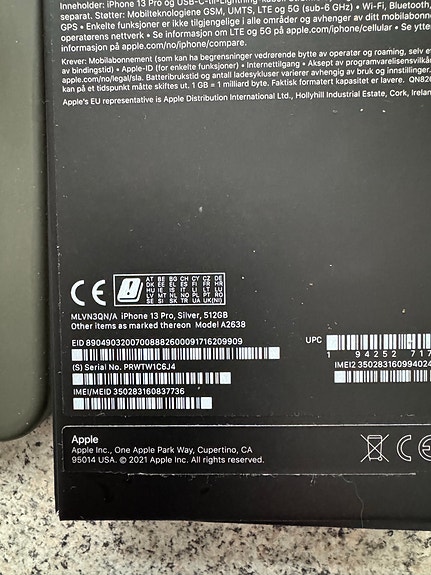 Inneholder: iPhone 13 Pro og USB-C-til-Lightning
separat. Støtter: Mobilteknologiene GSM, UMTS, LTE og 5G (sub-6 GHz) • Wi-Fi, Bluetooth,
GPS • Enkelte funksjoner er ikke tilgjengelige i alle områder og avhenger av ditt mobilabonne
operatørens nettverk • Se informasjon om LTE og 5G på apple.com/iphone/cellular • Se ytte
informasjon på apple.com/no/iphone/compare.
Krever: Mobilabonnement (som kan ha begrensninger vedrørende bytte av operatør og roaming, selv et
av bindingstid) • Apple-ID (for enkelte funksjoner) • Internettilgang • Aksept av programvarelisensvilkår
apple.com/no/legal/sla. Batteribrukstid og antall ladesykluser varierer avhengig av bruk og innstillinger.
kan på et tidspunkt måtte skiftes ut. 1 GB = 1 milliard byte. Faktisk formatert kapasitet er lavere.
Apple's EU representative is Apple Distribution International Ltd., Hollyhill Industrial Estate, Cork,
CE
AT BE BG CH CY CZ DE
DK EE EL ES FI FR HR
HU IE IS IT LI LT LU
LV MT NL NO PL PT RO
SE SI SK TR UA UK(NI)
MLVN3QN/A iPhone 13 Pro, Silver, 512GB
Other items as marked thereon Model A2638
EID 89049032007008882600091716209909
UPC
1 94252 717
(S) Serial No. PRWTW1C6J4
IMEI2 350283160994024
IMEI/MEID 350283160837736
Apple
Apple Inc., One Apple Park Way, Cupertino, CA
95014 USA. © 2021 Apple Inc. All rights reserved.
CE